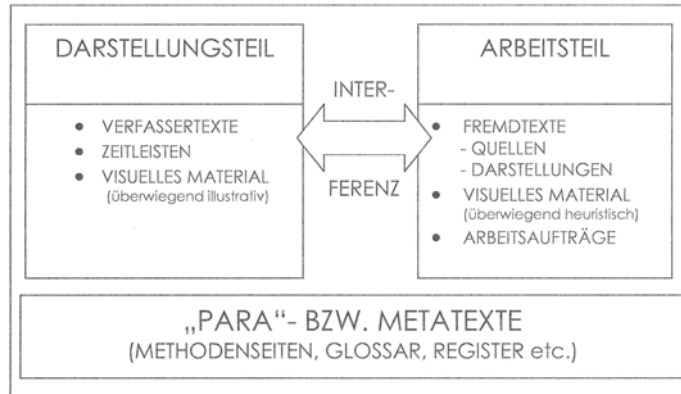 DARSTELLUNGSTEIL
• VERFASSERTEXTE
• ZEITLEISTEN
• VISUELLES MATERIAL
(überwiegend illustrativ)
INTER-
FERENZ
ARBEITSTEIL
• FREMDTEXTE
- QUELLEN
- DARSTELLUNGEN
• VISUELLES MATERIAL
(überwiegend heuristisch)
• ARBEITSAUFTRÄGE
„PARA“- BZW. METATEXTE
(METHODENSEITEN, GLOSSAR, REGISTER etc.)